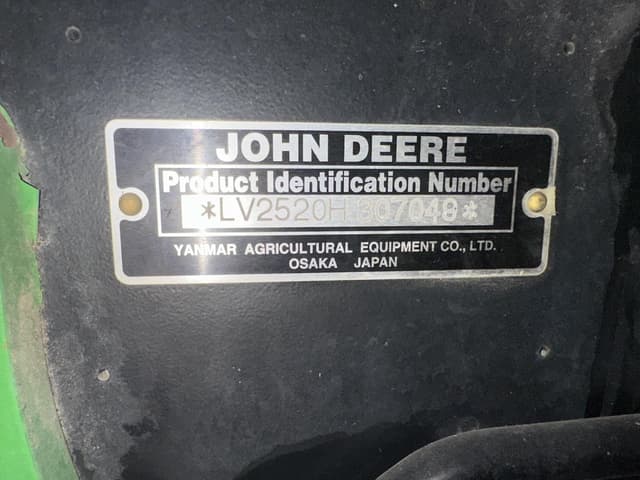 JOHN DEERE
Product Identification Number
*LV2520H307048*
YANMAR AGRICULTURAL EQUIPMENT CO., LTD.
OSAKA JAPAN